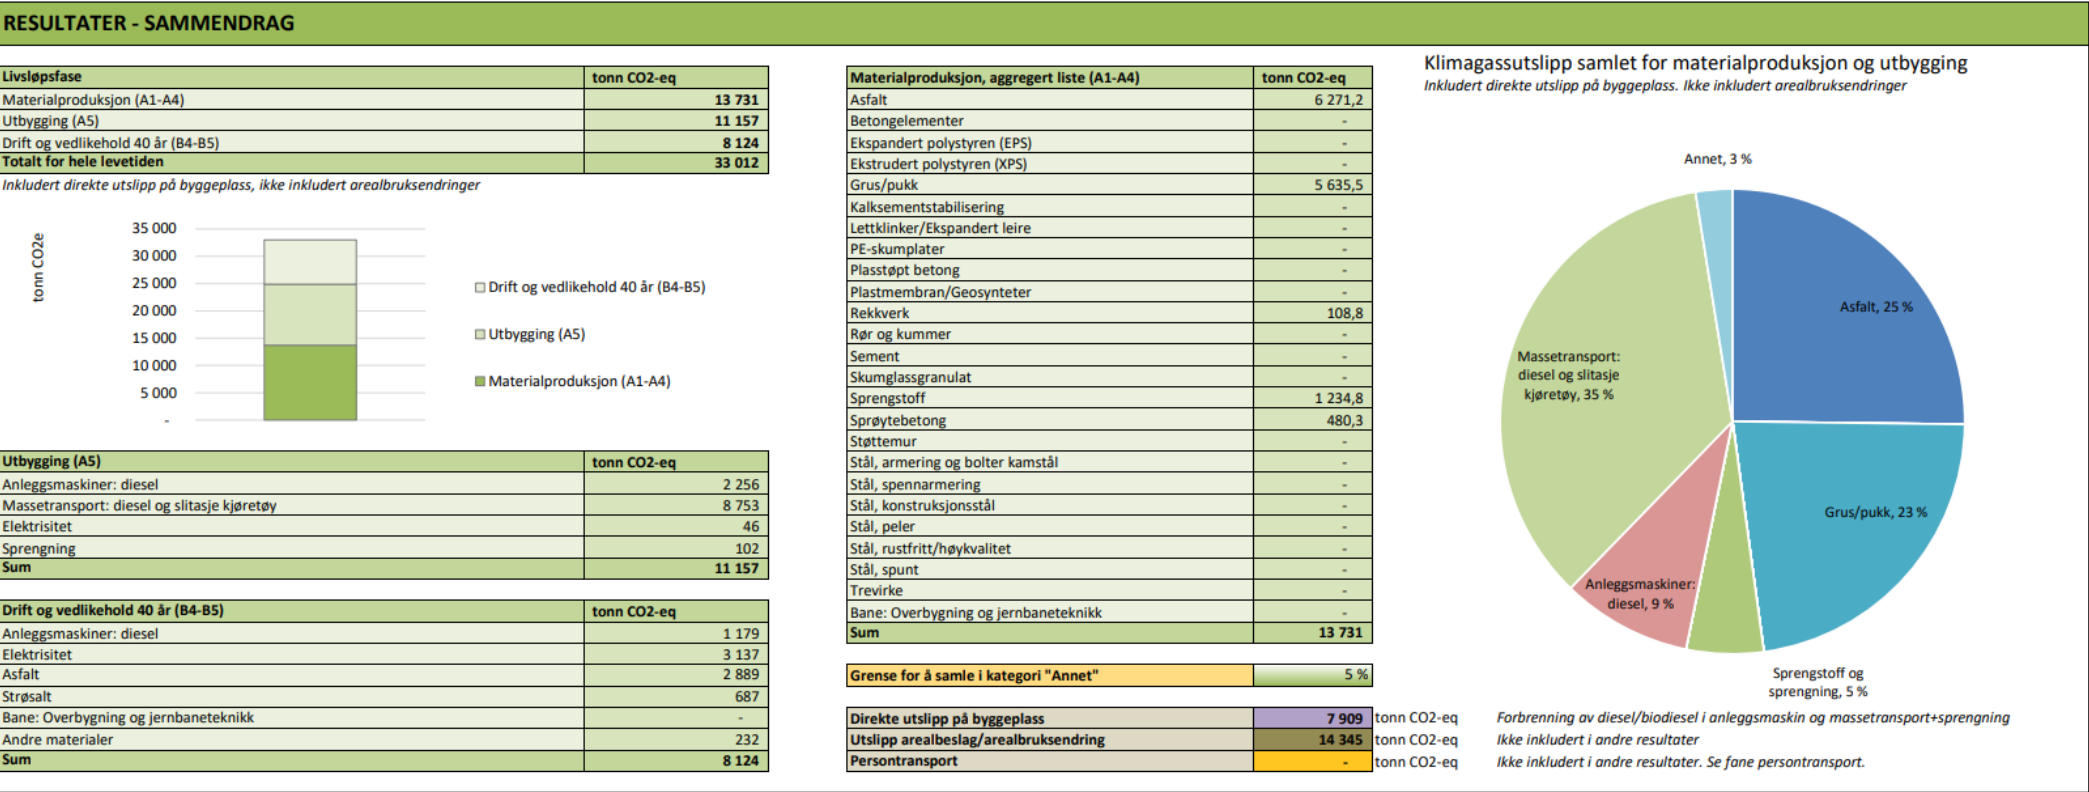 RESULTATER - SAMMENDRAG
Livsløpsfase tonn CO2-eq
Materialproduksjon (A1-A4) 13 731
Utbygging (A5) 11 157
Drift og vedlikehold 40 år (B4-B5) 8 124
Totalt for hele levetiden 33 012
Inkludert direkte utslipp på byggeplass, ikke inkludert arealbruksendringer
tonn CO2e
35 000
30 000
25 000
20 000
15 000
10 000
5 000
-
Drift og vedlikehold 40 år (B4-B5)
Utbygging (A5)
Materialproduksjon (A1-A4)
Utbygging (A5) tonn CO2-eq
Anleggsmaskiner: diesel 2 256
Massetransport: diesel og slitasje kjøretøy 8 753
Elektrisitet 46
Sprengning 102
Sum 11 157
Drift og vedlikehold 40 år (B4-B5) tonn CO2-eq
Anleggsmaskiner: diesel 1 179
Elektrisitet 3 137
Asfalt 2 889
Strøsalt 687
Bane: Overbygning og jernbaneteknikk -
Andre materialer 232
Sum 8 124
Materialproduksjon, aggregert liste (A1-A4) tonn CO2-eq
Asfalt 6 271,2
Betongelementer -
Ekspandert polystyren (EPS) -
Ekstrudert polystyren (XPS) -
Grus/pukk 5 635,5
Kalksementstabilisering -
Lettklinker/Ekspandert leire -
PE-skumplater -
Plasstøpt betong -
Plastmembran/Geosynteter -
Rekkverk 108,8
Rør og kummer -
Sement -
Skumglassgranulat -
Sprengstoff 1 234,8
Sprøytebetong 480,3
Støttemur -
Stål, armering og bolter kamstål -
Stål, spennarmering -
Stål, konstruksjonsstål -
Stål, peler -
Stål, rustfritt/høykvalitet -
Stål, spunt -
Trevirke -
Bane: Overbygning og jernbaneteknikk -
Sum 13 731
Grense for å samle i kategori "Annet" 5 %
Direkte utslipp på byggeplass 7 909 tonn CO2-eq Forbrenning av diesel/biodiesel i anleggsmaskin og massetransport+sprengning
Utslipp arealbeslag/arealbruksendring 14 345 tonn CO2-eq Ikke inkludert i andre resultater
Persontransport - tonn CO2-eq Ikke inkludert i andre resultater. Se fane persontransport.
Klimagassutslipp samlet for materialproduksjon og utbygging
Inkludert direkte utslipp på byggeplass. Ikke inkludert arealbruksendringer
Annet, 3 %
Asfalt, 25 %
Massetransport:
diesel og slitasje
kjøretøy, 35 %
Grus/pukk, 23 %
Anleggsmaskiner:
diesel, 9 %
Sprengstoff og
sprengning, 5 %